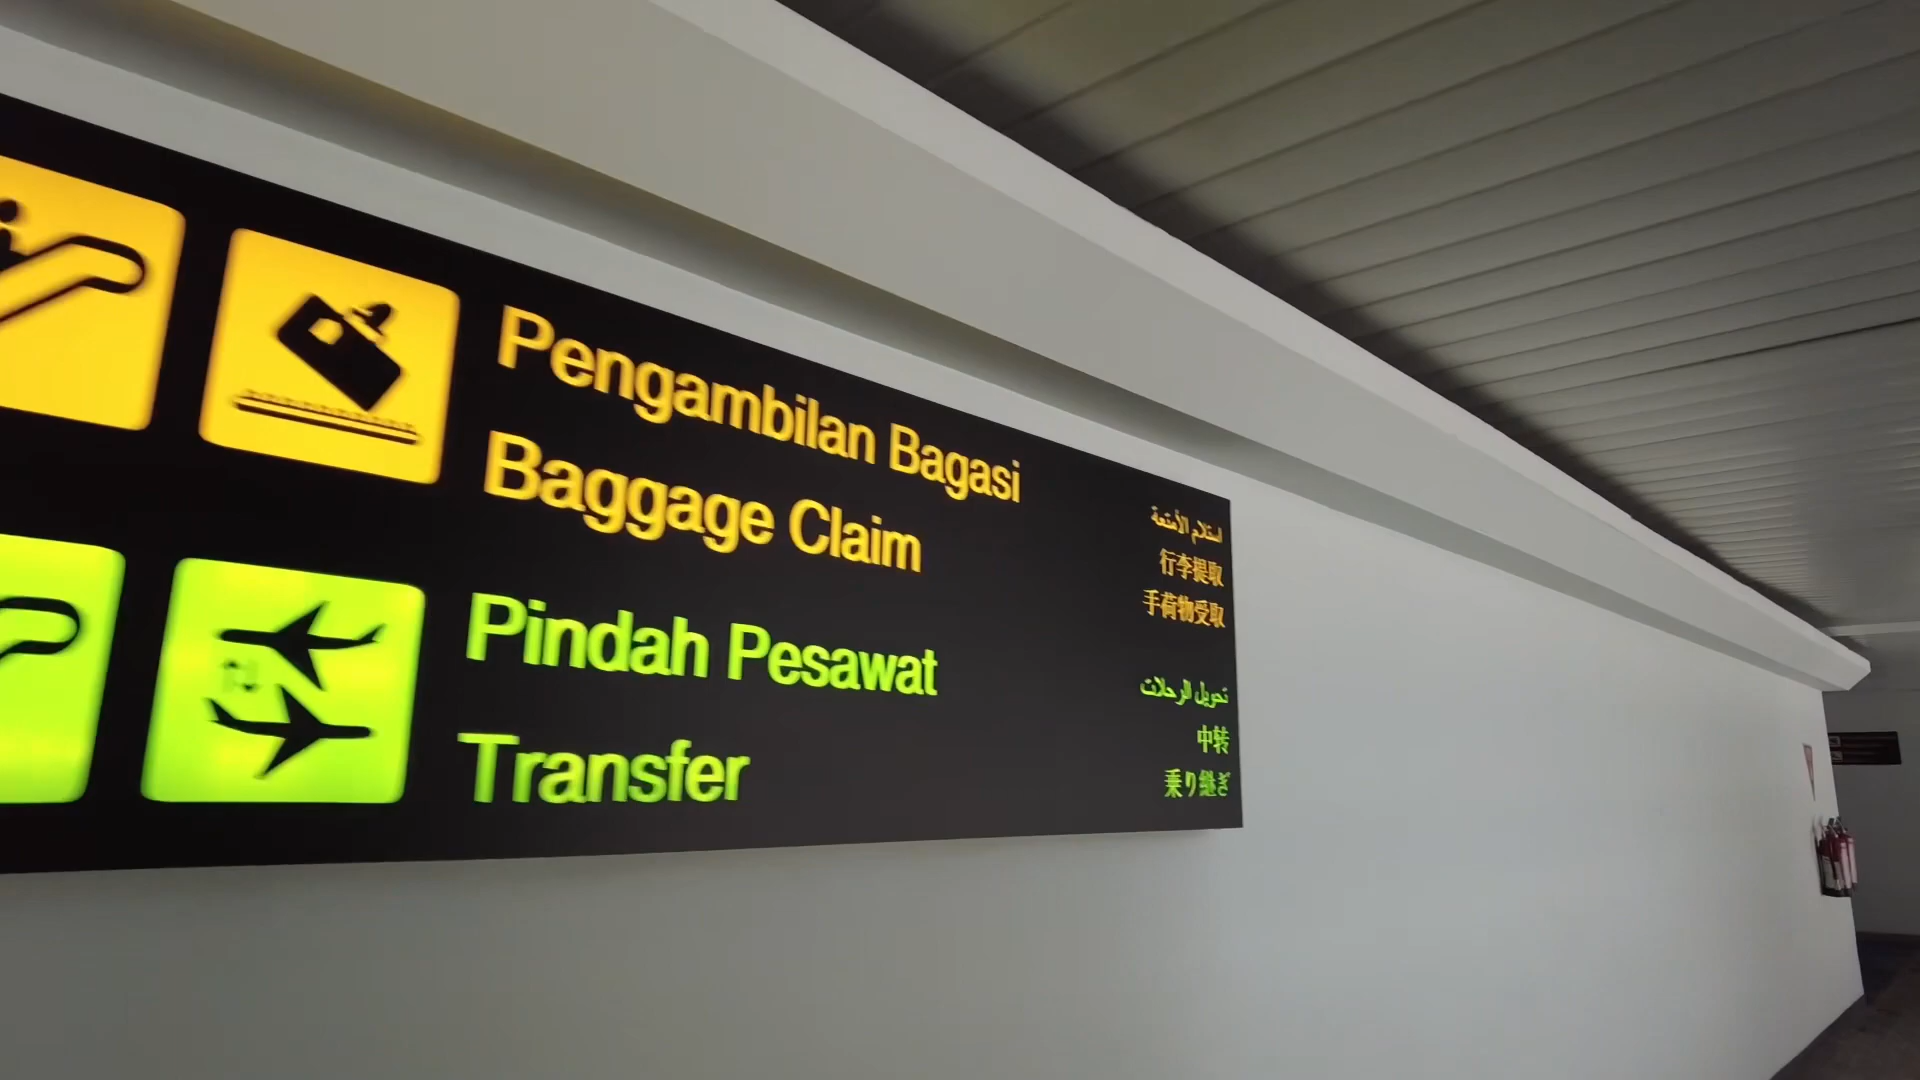 Pengambilan Bagasi
Baggage Claim
استلام الأمتعة
行李提取
手荷物受取
Pindah Pesawat
Transfer
تحويل الرحلات
中转
乗り継ぎ